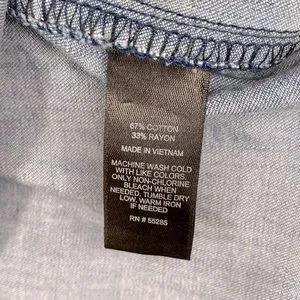 67% COTTON
33% RAYON
MADE IN VIETNAM
MACHINE WASH COLD
WITH LIKE COLORS.
ONLY NON-CHLORINE
BLEACH WHEN
NEEDED. TUMBLE DRY
LOW, WARM IRON
IF NEEDED
RN # 55285